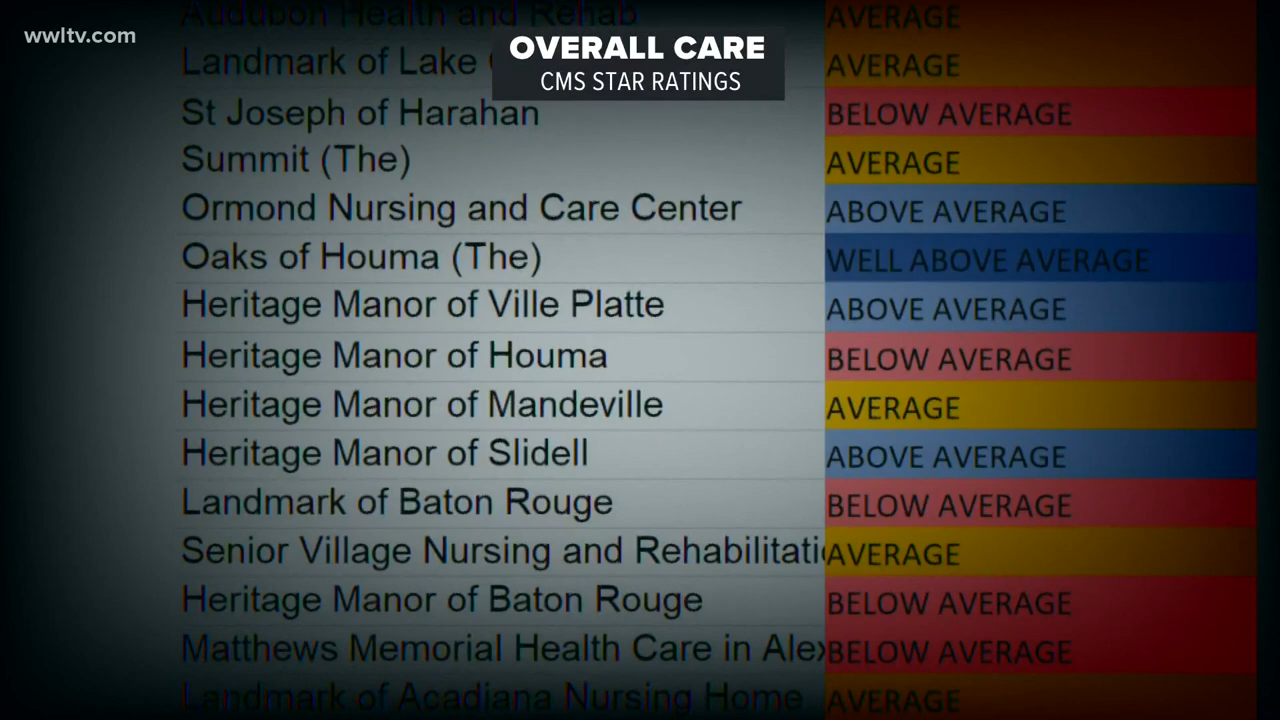 wwltv.com
OVERALL CARE
CMS STAR RATINGS
Audubon Health and Rehab AVERAGE
Landmark of Lake AVERAGE
St Joseph of Harahan BELOW AVERAGE
Summit (The) AVERAGE
Ormond Nursing and Care Center ABOVE AVERAGE
Oaks of Houma (The) WELL ABOVE AVERAGE
Heritage Manor of Ville Platte ABOVE AVERAGE
Heritage Manor of Houma BELOW AVERAGE
Heritage Manor of Mandeville AVERAGE
Heritage Manor of Slidell ABOVE AVERAGE
Landmark of Baton Rouge BELOW AVERAGE
Senior Village Nursing and Rehabilitati AVERAGE
Heritage Manor of Baton Rouge BELOW AVERAGE
Matthews Memorial Health Care in Alex BELOW AVERAGE
Landmark of Acadiana Nursing Home AVERAGE